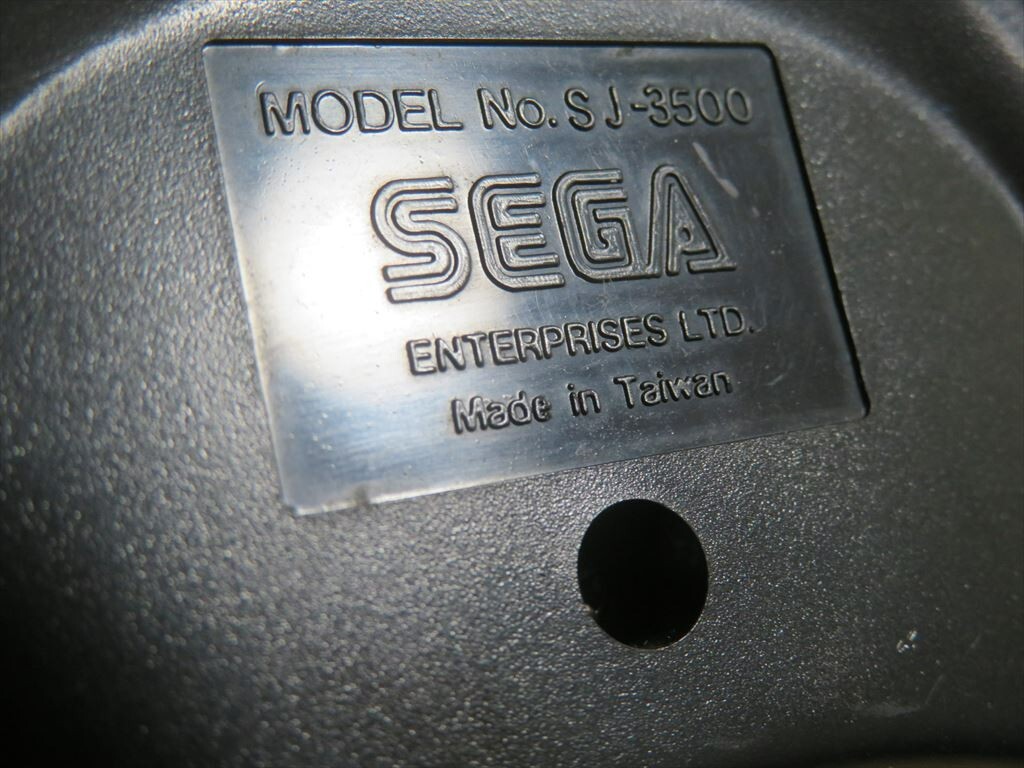 MODEL No. SJ-3500
SEGA
ENTERPRISES LTD.
Made in Taiwan